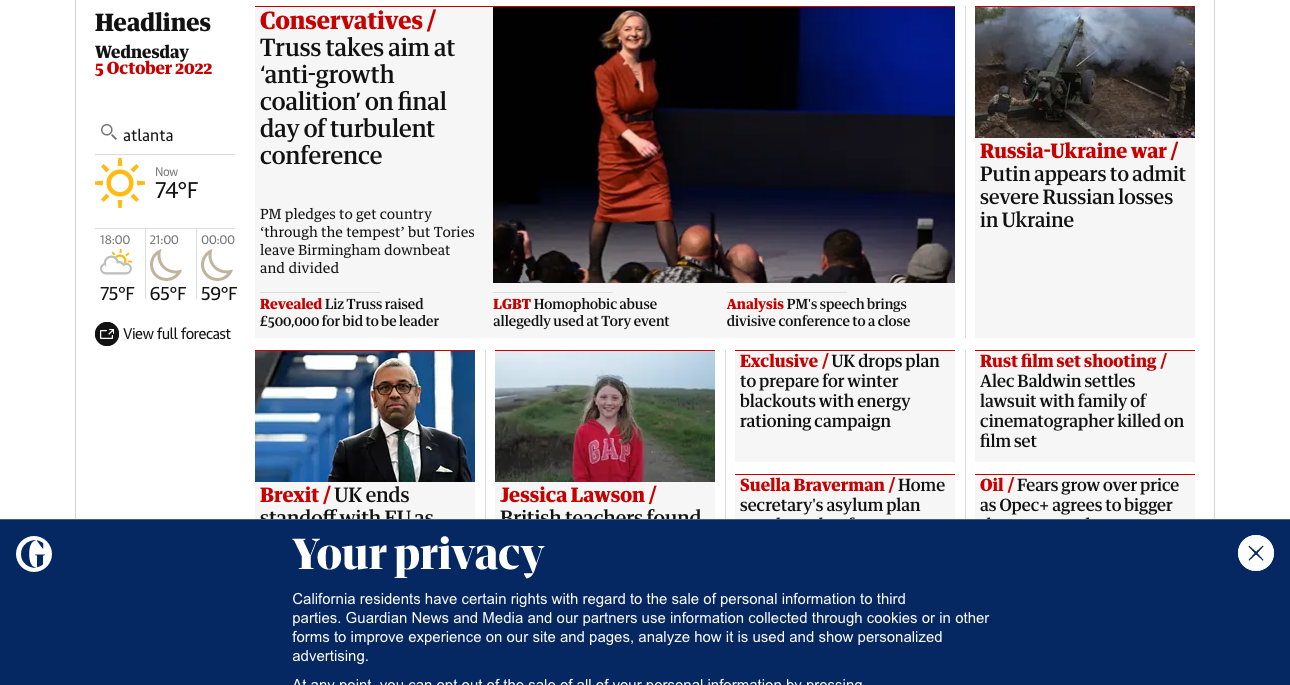 Headlines
Wednesday
5 October 2022
atlanta
Now
74°F
18:00
21:00
00:00
75°F
65°F
59°F
View full forecast
Conservatives /
Truss takes aim at
‘anti-growth
coalition’ on final
day of turbulent
conference
PM pledges to get country
‘through the tempest’ but Tories
leave Birmingham downbeat
and divided
Revealed Liz Truss raised
£500,000 for bid to be leader
LGBT Homophobic abuse
allegedly used at Tory event
Analysis PM's speech brings
divisive conference to a close
Russia-Ukraine war /
Putin appears to admit
severe Russian losses
in Ukraine
Brexit / UK ends
standoff with EU as
GAP
Jessica Lawson /
British teachers found
Exclusive / UK drops plan
to prepare for winter
blackouts with energy
rationing campaign
Suella Braverman / Home
secretary's asylum plan
Rust film set shooting /
Alec Baldwin settles
lawsuit with family of
cinematographer killed on
film set
Oil / Fears grow over price
as Opec+ agrees to bigger
G
Your privacy
California residents have certain rights with regard to the sale of personal information to third
parties. Guardian News and Media and our partners use information collected through cookies or in other
forms to improve experience on our site and pages, analyze how it is used and show personalized
advertising.
At any point, you can opt out of the sale of all of your personal information by pressing